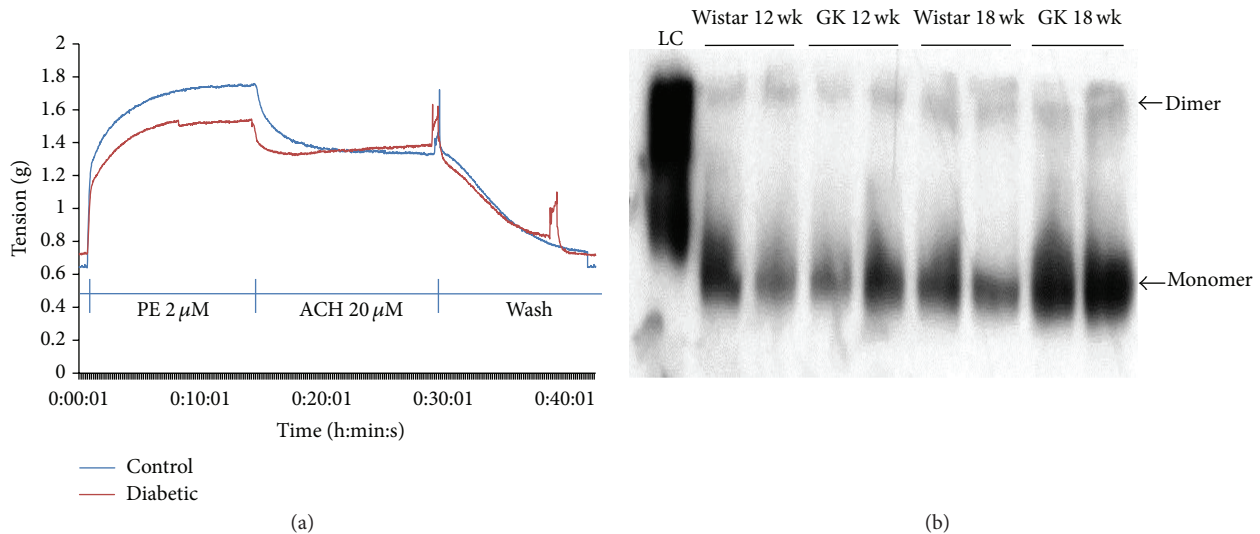 2
1.8
1.6
1.4
1.2
1
0.8
0.6
0.4
0.2
0
Tension (g)
PE 2 μM
ACH 20 μM
Wash
0:00:01
0:10:01
0:20:01
0:30:01
0:40:01
Time (h:min:s)
Control
Diabetic
(a)
Wistar 12 wk
GK 12 wk
Wistar 18 wk
GK 18 wk
LC
Dimer
Monomer
(b)